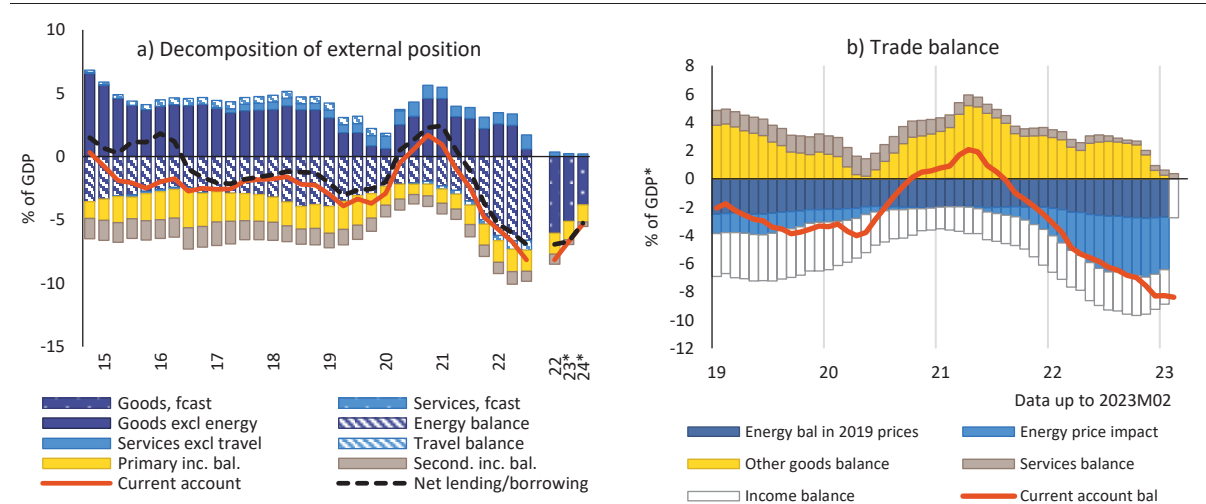 a) Decomposition of external position
% of GDP
10
5
0
-5
-10
-15
15
16
17
18
19
20
21
22
22
23*
24*
Goods, fcast
Services, fcast
Goods excl energy
Energy balance
Services excl travel
Travel balance
Primary inc. bal.
Second. inc. bal.
Current account
Net lending/borrowing
b) Trade balance
% of GDP*
8
6
4
2
0
-2
-4
-6
-8
-10
-12
19
20
21
22
23
Data up to 2023M02
Energy bal in 2019 prices
Energy price impact
Other goods balance
Services balance
Income balance
Current account bal